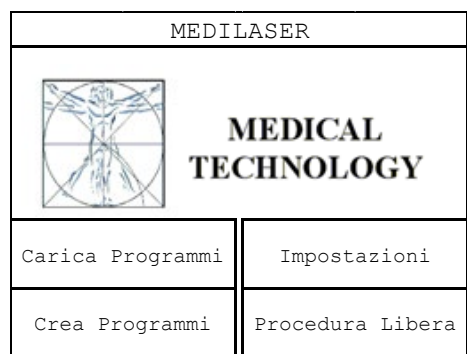 MEDILASER
MEDICAL
TECHNOLOGY
Carica Programmi
Impostazioni
Crea Programmi
Procedura Libera